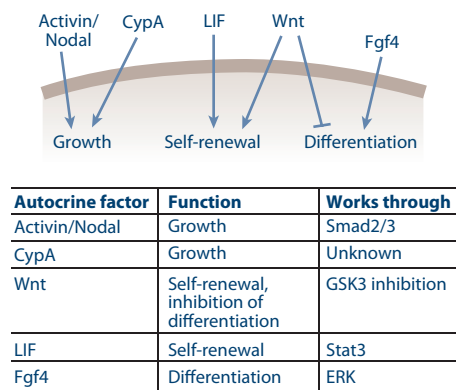 Activin/
Nodal
CypA
LIF
Wnt
Fgf4
Growth
Self-renewal
Differentiation
Autocrine factor Function Works through
Activin/Nodal Growth Smad2/3
CypA Growth Unknown
Wnt Self-renewal, GSK3 inhibition
inhibition of
differentiation
LIF Self-renewal Stat3
Fgf4 Differentiation ERK